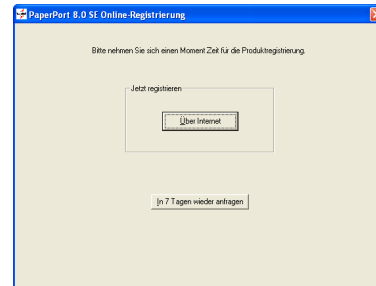 PaperPort 8.0 SE Online-Registrierung
Bitte nehmen Sie sich einen Moment Zeit für die Produktregistrierung.
Jetzt registrieren
Über Internet
In 7 Tagen wieder anfragen